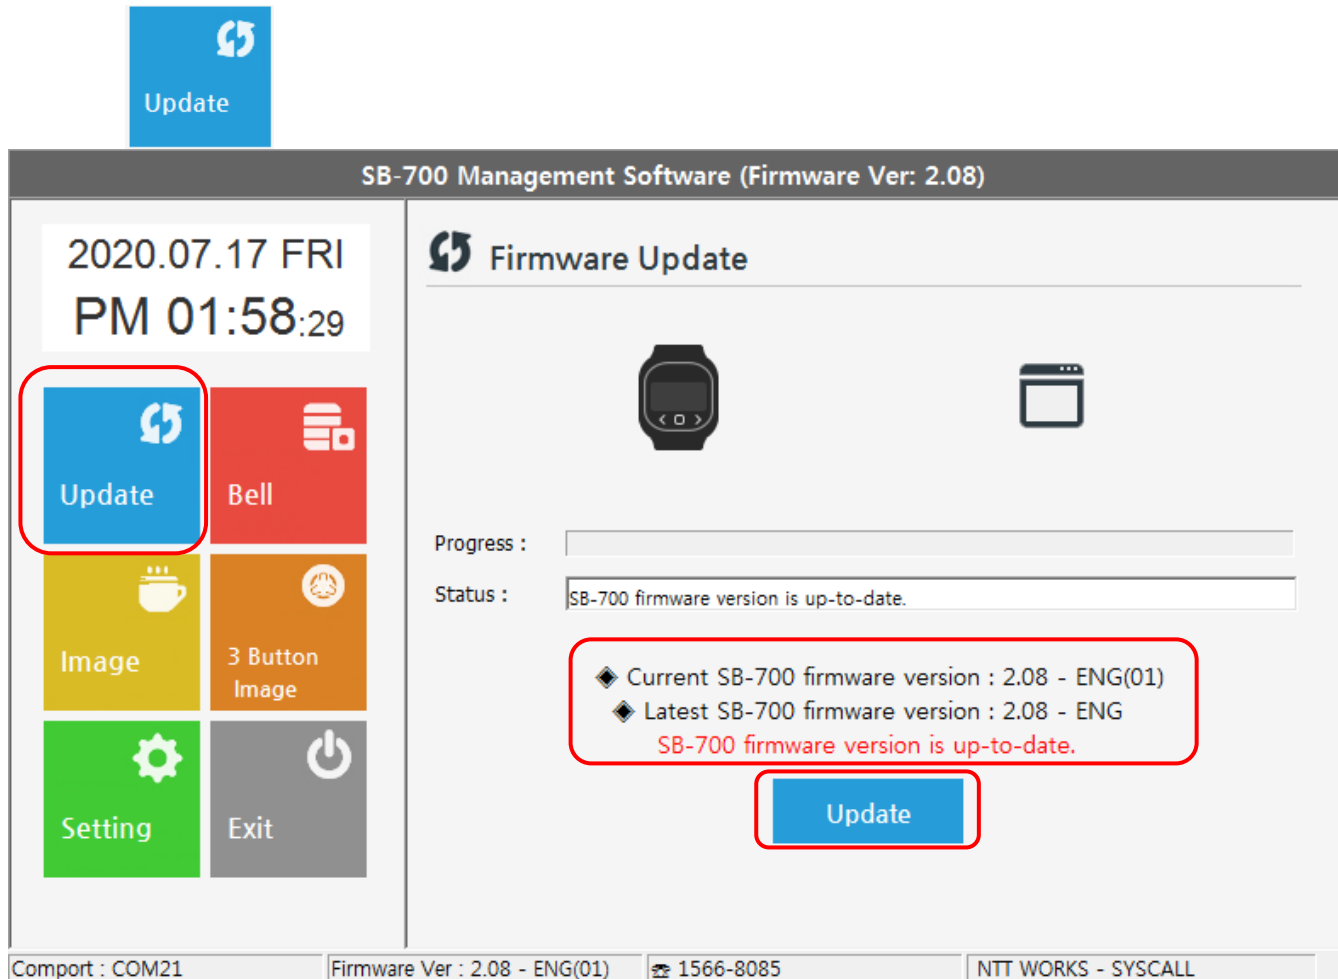 Update
SB-700 Management Software (Firmware Ver: 2.08)
2020.07.17 FRI
PM 01:58:29
Update
Bell
Image
3 Button
Image
Setting
Exit
Firmware Update
Progress :
Status :
SB-700 firmware version is up-to-date.
◈ Current SB-700 firmware version : 2.08 - ENG(01)
◈ Latest SB-700 firmware version : 2.08 - ENG
SB-700 firmware version is up-to-date.
Update
Comport : COM21
Firmware Ver : 2.08 - ENG(01)
☎ 1566-8085
NTT WORKS - SYSCALL